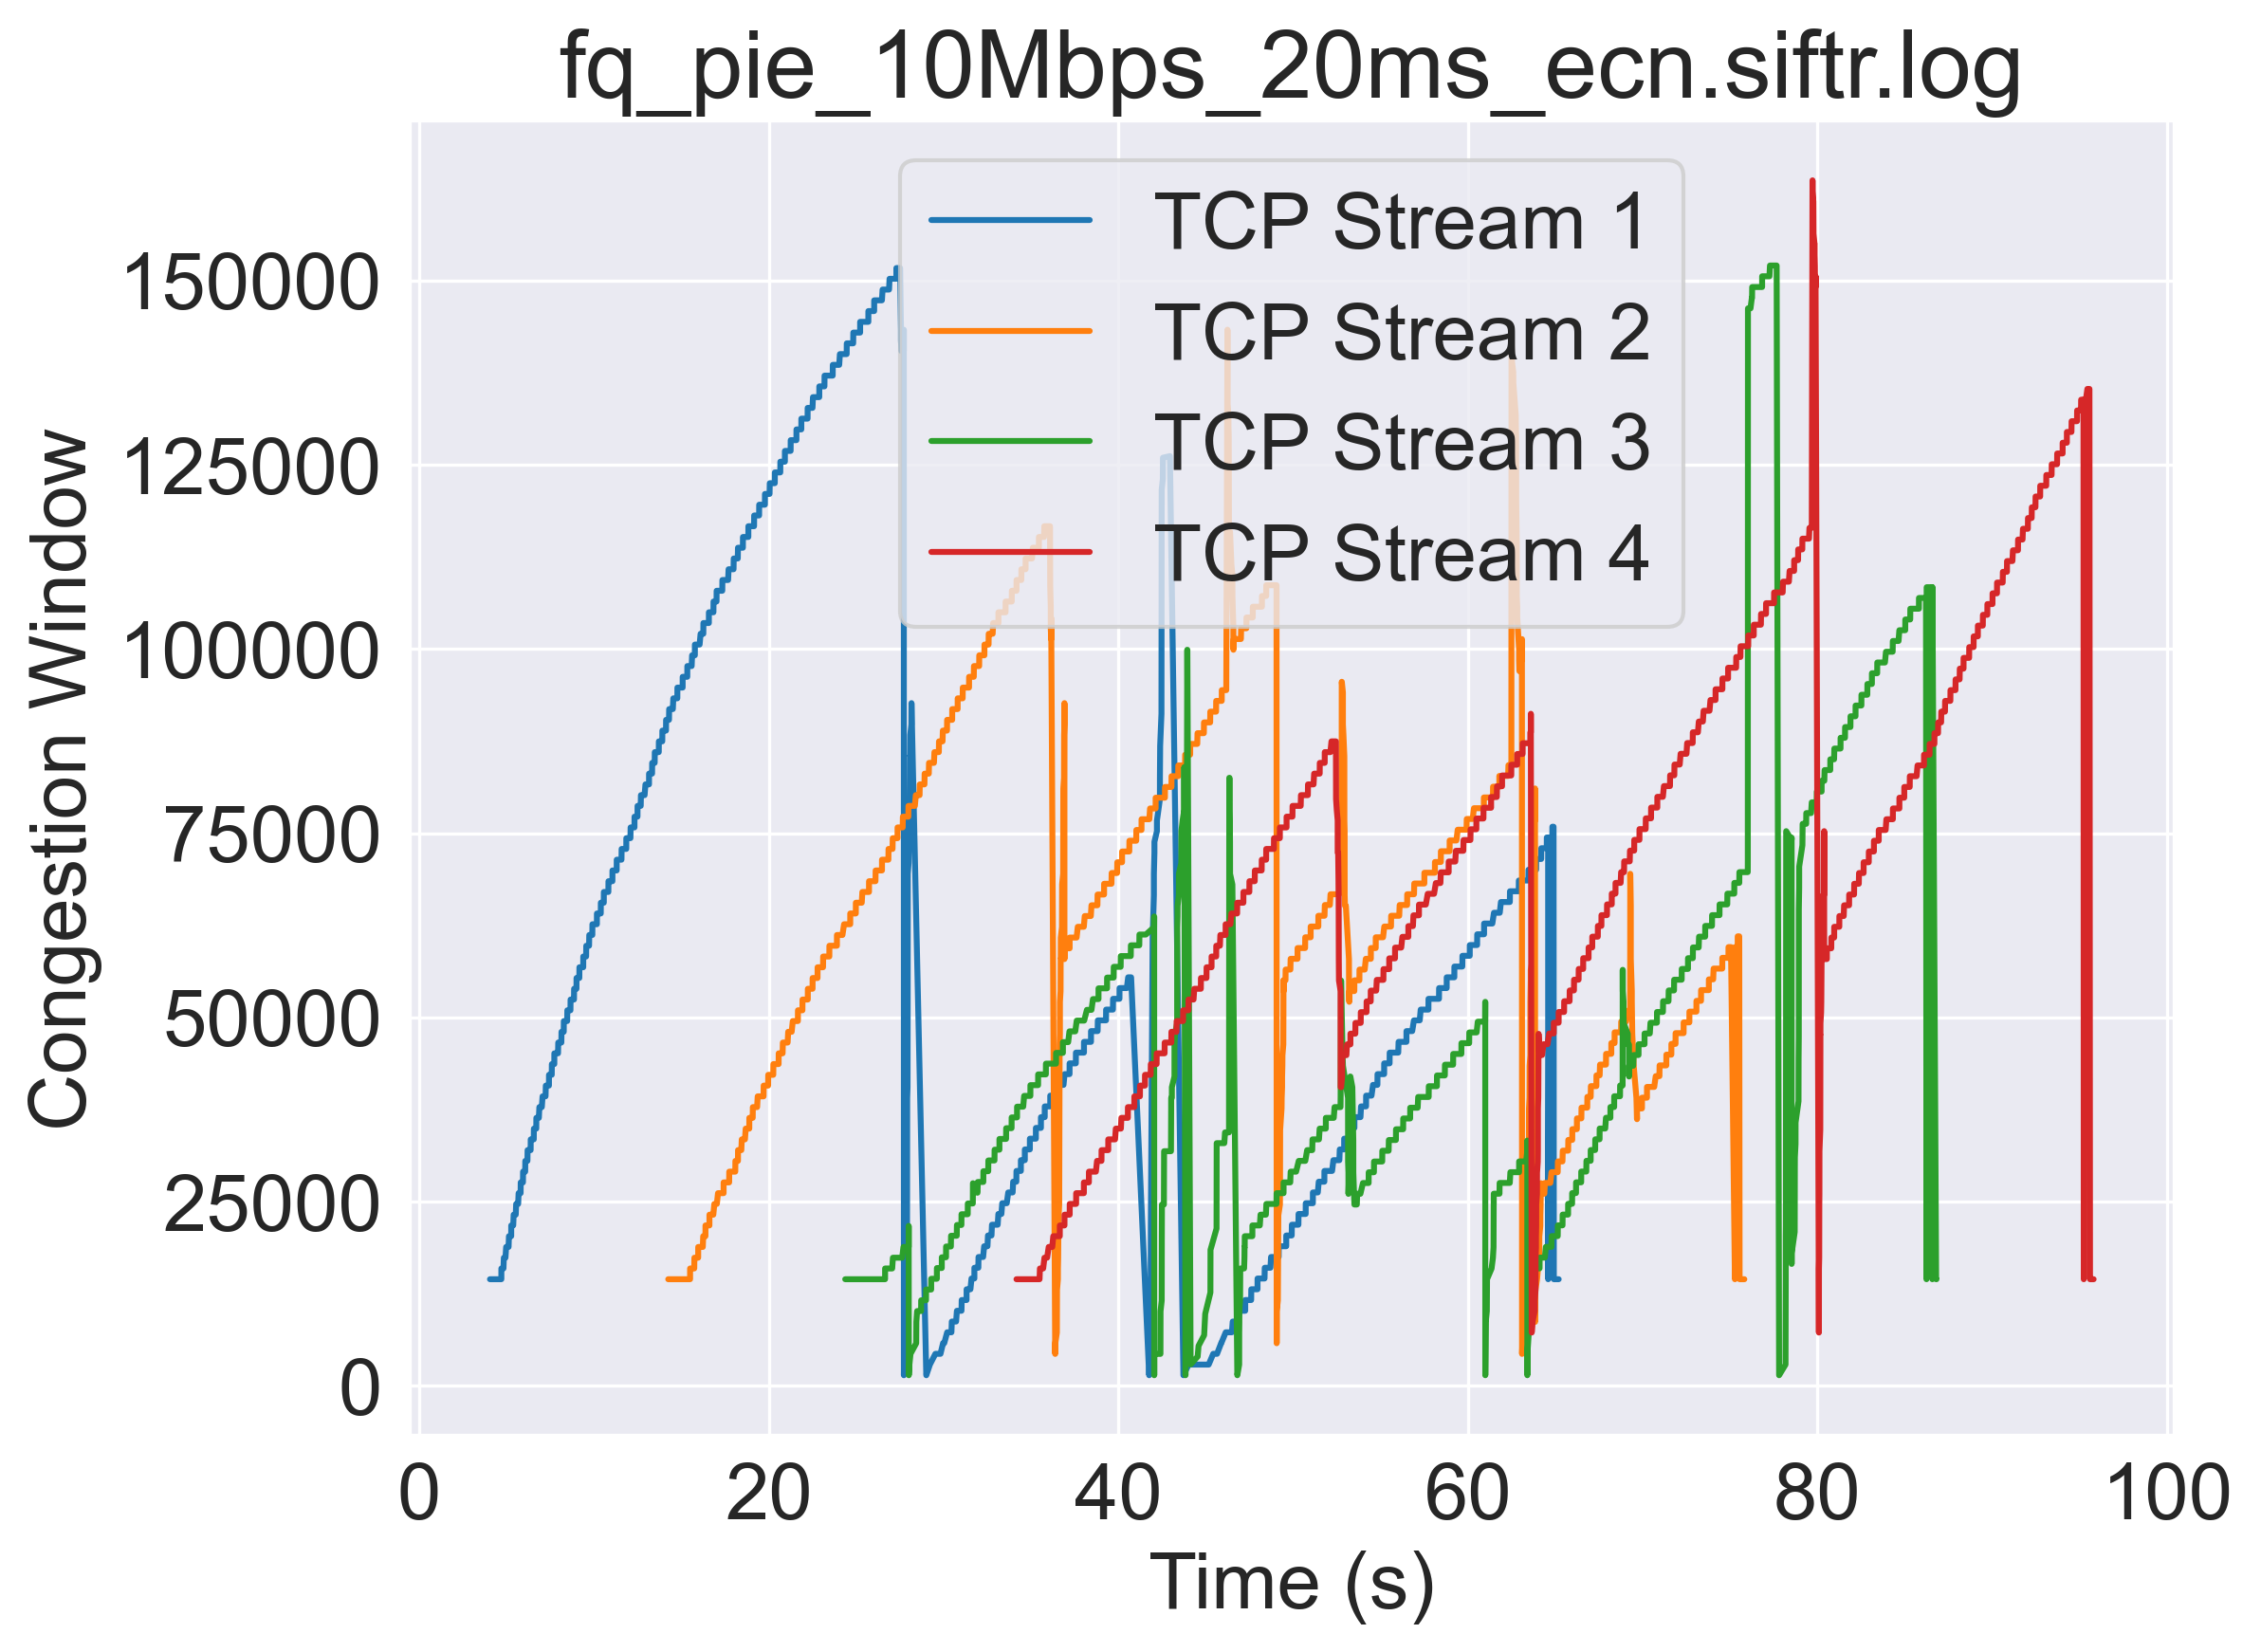 fq_pie_10Mbps_20ms_ecn.siftr.log
TCP Stream 1
TCP Stream 2
TCP Stream 3
TCP Stream 4
Congestion Window
150000
125000
100000
75000
50000
25000
0
0 20 40 60 80 100
Time (s)